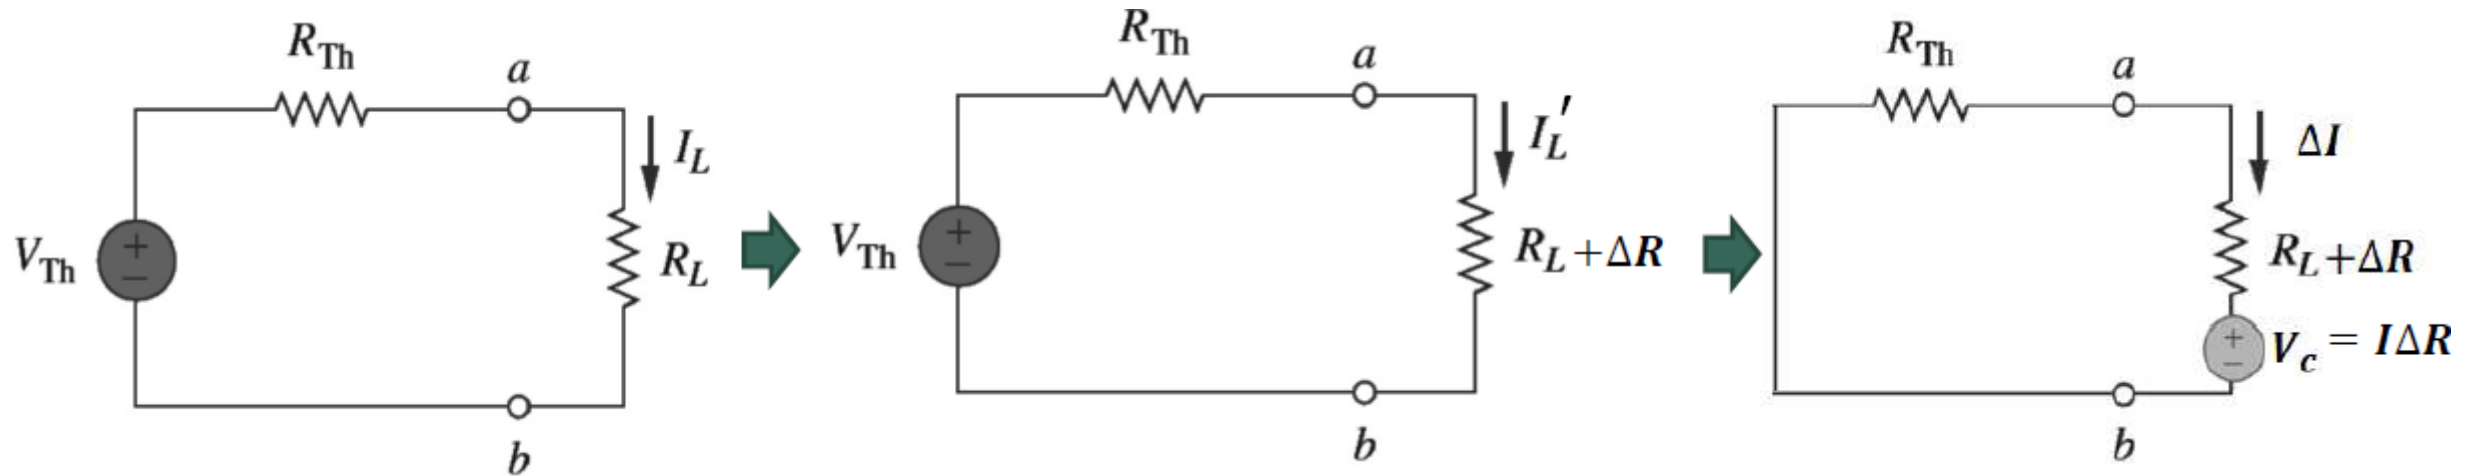 R_Th
a
I_L
V_Th
+
−
R_L
b
R_Th
a
I_L′
V_Th
+
−
R_L+ΔR
b
R_Th
a
ΔI
R_L+ΔR
+
−
V_c = IΔR
b